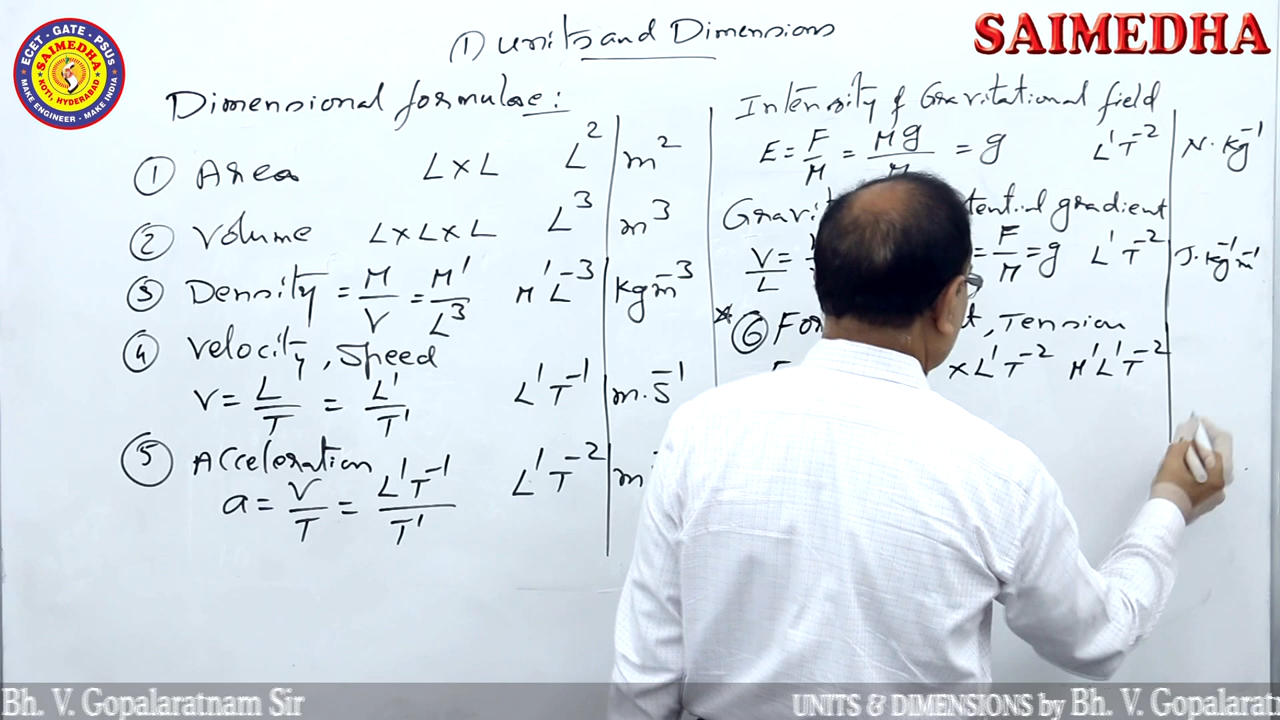 ECET - GATE - PSUS
SAIMEDHA
KOTI, HYDERABAD
MAKE ENGINEER - MAKE INDIA
SAIMEDHA
① Units and Dimensions
Dimensional formulae :
① Area L×L L² m²
② Volume L×L×L L³ m³
③ Density = M/V = M¹/L³ M¹L⁻³ kgm⁻³
④ Velocity, Speed
V = L/T = L¹/T¹ L¹T⁻¹ m.s⁻¹
⑤ Acceleration
a = V/T = L¹T⁻¹/T¹ L¹T⁻² m
Intensity of Gravitational field
E = F/M = Mg/M = g L¹T⁻² N.kg⁻¹
gradient
V/L = = F/M = g L¹T⁻² J.kg⁻¹m⁻¹
* ⑥ , Tension
×L¹T⁻² M¹L¹T⁻²
Bh. V. Gopalaratnam Sir
UNITS & DIMENSIONS by Bh. V. Gopalarat